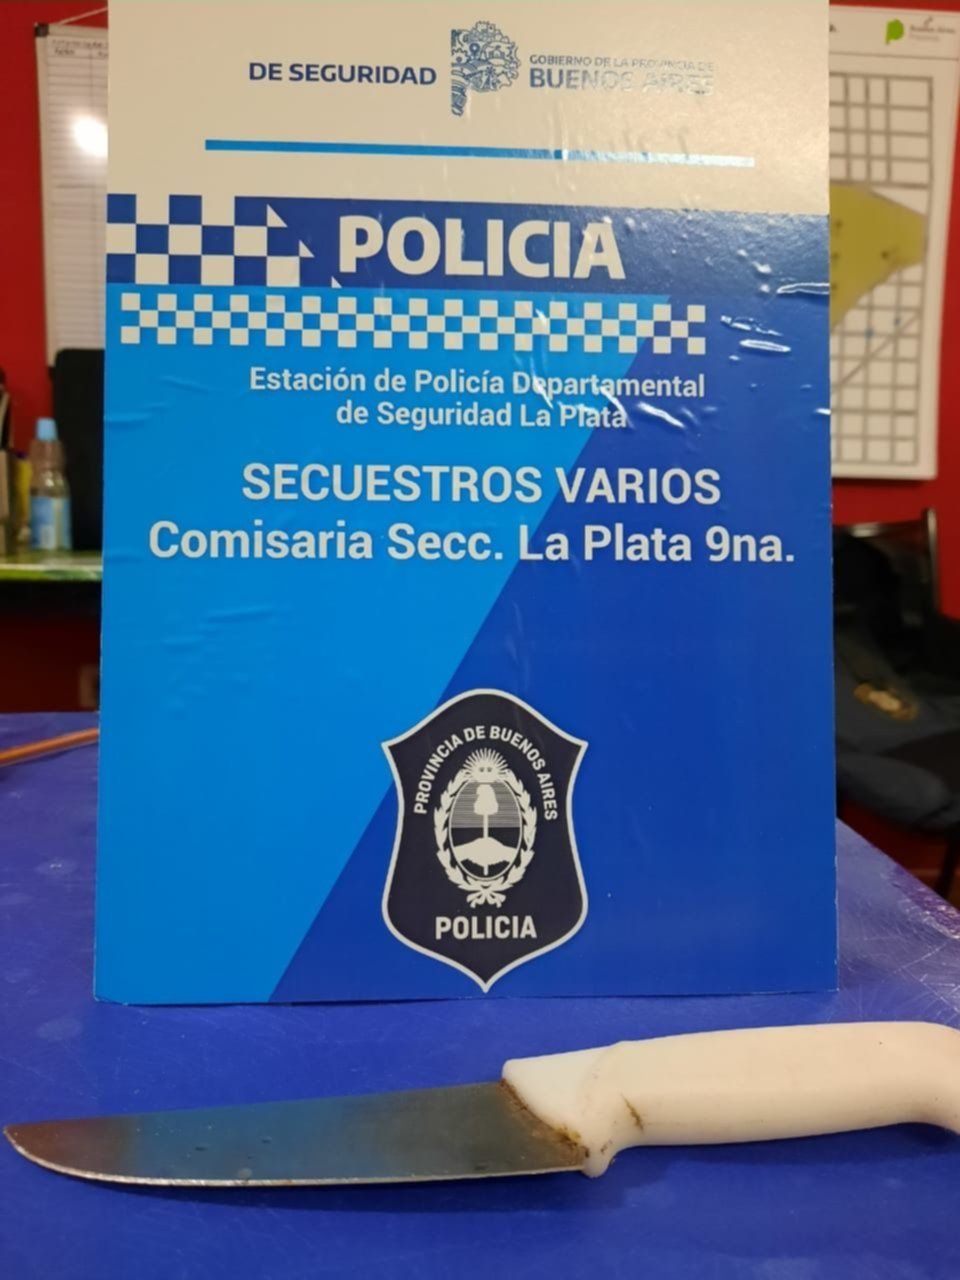 DE SEGURIDAD
GOBIERNO DE LA PROVINCIA DE
BUENOS AIRES
POLICIA
Estación de Policía Departamental
de Seguridad La Plata
SECUESTROS VARIOS
Comisaria Secc. La Plata 9na.
PROVINCIA DE BUENOS AIRES
POLICIA